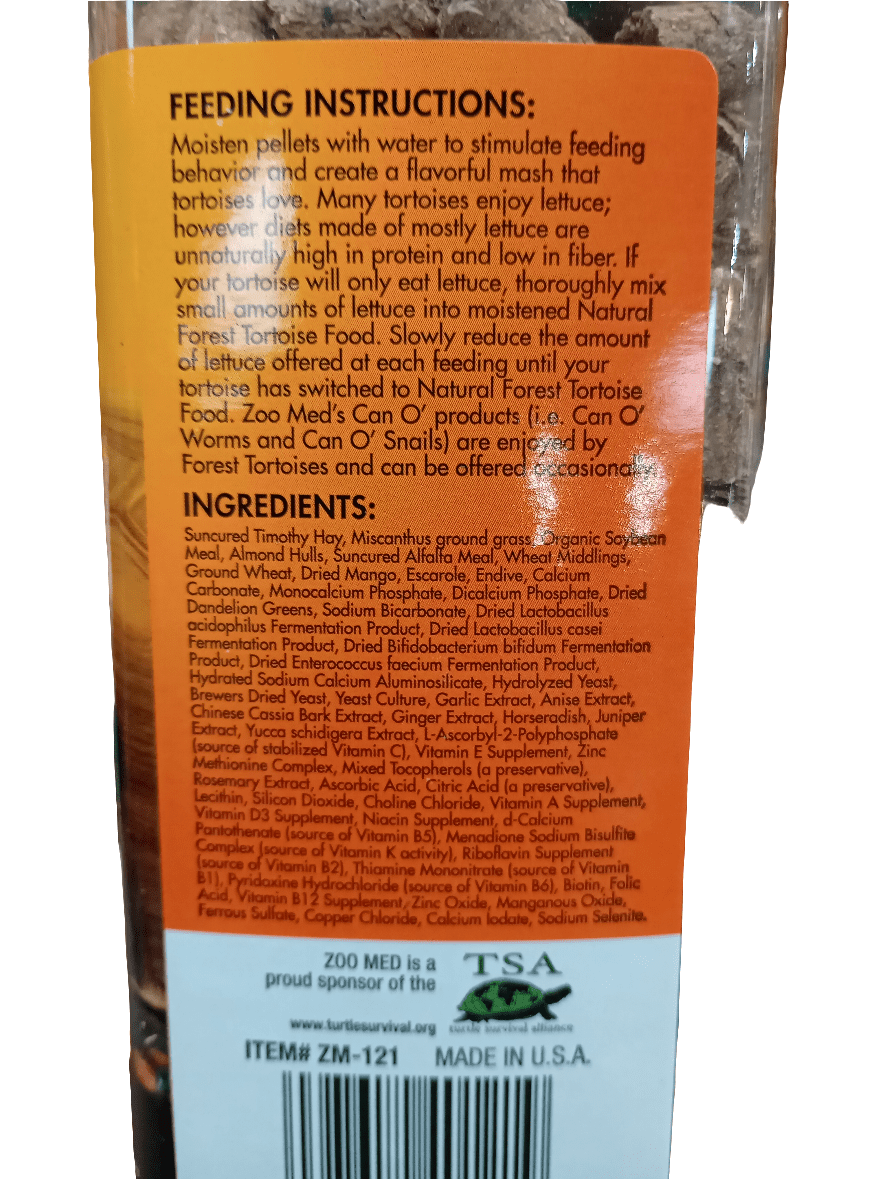 FEEDING INSTRUCTIONS:
Moisten pellets with water to stimulate feeding
behavior and create a flavorful mash that
tortoises love. Many tortoises enjoy lettuce;
however diets made of mostly lettuce are
unnaturally high in protein and low in fiber. If
your tortoise will only eat lettuce, thoroughly mix
small amounts of lettuce into moistened Natural
Forest Tortoise Food. Slowly reduce the amount
of lettuce offered at each feeding until your
tortoise has switched to Natural Forest Tortoise
Food. Zoo Med's Can O' products (i.e. Can O'
Worms and Can O' Snails) are enjoyed by
Forest Tortoises and can be offered occasionally.
INGREDIENTS:
Suncured Timothy Hay, Miscanthus ground grass, Organic Soybean
Meal, Almond Hulls, Suncured Alfalfa Meal, Wheat Middlings,
Ground Wheat, Dried Mango, Escarole, Endive, Calcium
Carbonate, Monocalcium Phosphate, Dicalcium Phosphate, Dried
Dandelion Greens, Sodium Bicarbonate, Dried Lactobacillus
acidophilus Fermentation Product, Dried Lactobacillus casei
Fermentation Product, Dried Bifidobacterium bifidum Fermentation
Product, Dried Enterococcus faecium Fermentation Product,
Hydrated Sodium Calcium Aluminosilicate, Hydrolyzed Yeast,
Brewers Dried Yeast, Yeast Culture, Garlic Extract, Anise Extract,
Chinese Cassia Bark Extract, Ginger Extract, Horseradish, Juniper
Extract, Yucca schidigera Extract, L-Ascorbyl-2-Polyphosphate
(source of stabilized Vitamin C), Vitamin E Supplement, Zinc
Methionine Complex, Mixed Tocopherols (a preservative),
Rosemary Extract, Ascorbic Acid, Citric Acid (a preservative),
Lecithin, Silicon Dioxide, Choline Chloride, Vitamin A Supplement,
Vitamin D3 Supplement, Niacin Supplement, d-Calcium
Pantothenate (source of Vitamin B5), Menadione Sodium Bisulfite
Complex (source of Vitamin K activity), Riboflavin Supplement
(source of Vitamin B2), Thiamine Mononitrate (source of Vitamin
B1), Pyridoxine Hydrochloride (source of Vitamin B6), Biotin, Folic
Acid, Vitamin B12 Supplement, Zinc Oxide, Manganous Oxide,
Ferrous Sulfate, Copper Chloride, Calcium Iodate, Sodium Selenite.
ZOO MED is a
proud sponsor of the
www.turtlesurvival.org
TSA
turtle survival alliance
ITEM# ZM-121 MADE IN U.S.A.